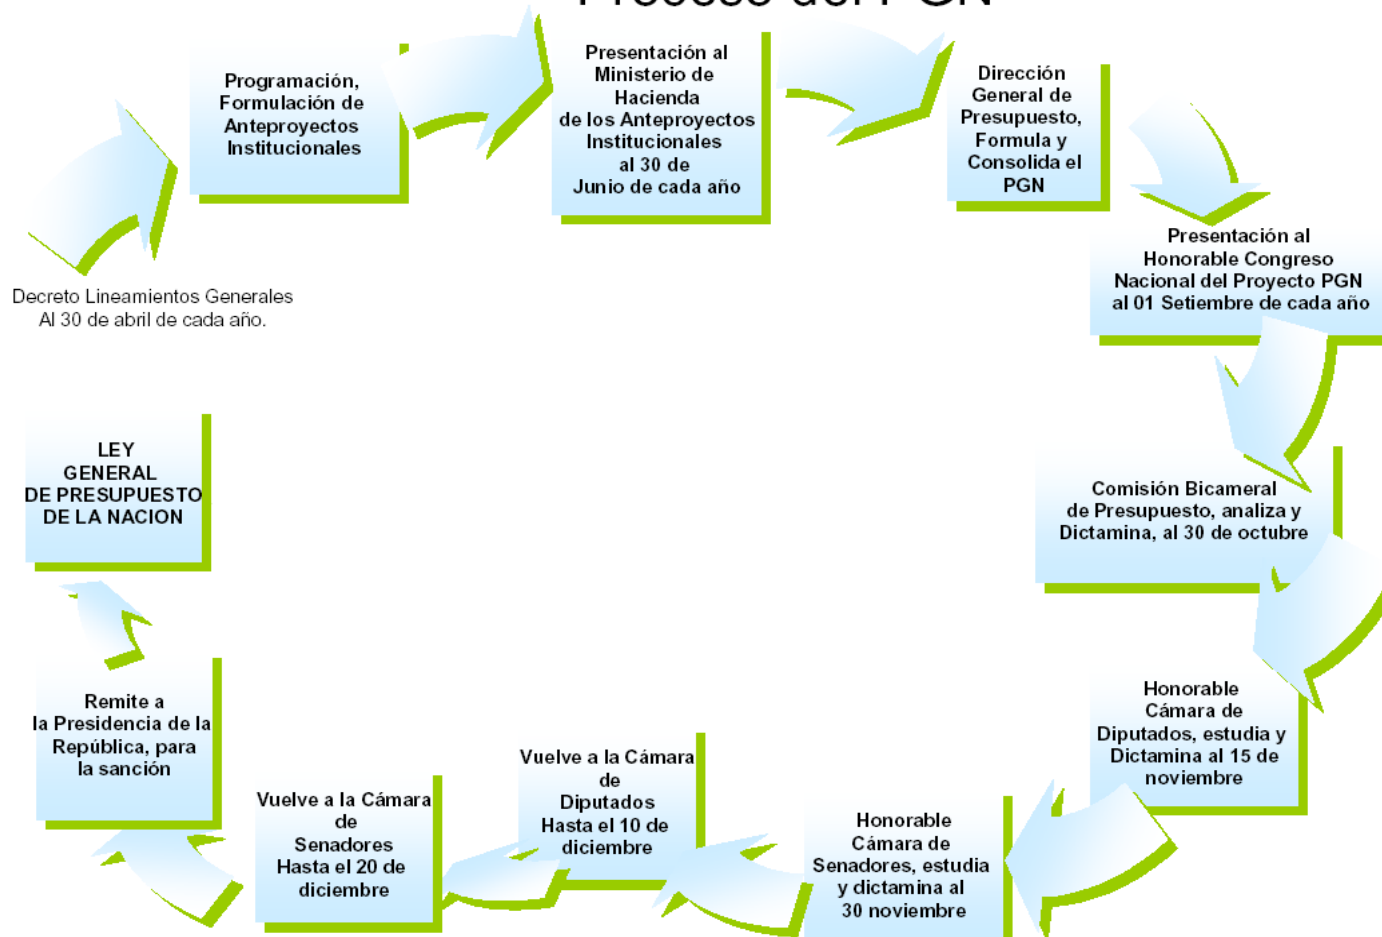 Proceso del PGN
Programación,
Formulación de
Anteproyectos
Institucionales
Presentación al
Ministerio de
Hacienda
de los Anteproyectos
Institucionales
al 30 de
Junio de cada año
Dirección
General de
Presupuesto,
Formula y
Consolida el
PGN
Presentación al
Honorable Congreso
Nacional del Proyecto PGN
al 01 Setiembre de cada año
Decreto Lineamientos Generales
Al 30 de abril de cada año.
Comisión Bicameral
de Presupuesto, analiza y
Dictamina, al 30 de octubre
Honorable
Cámara de
Diputados, estudia y
Dictamina al 15 de
noviembre
Honorable
Cámara de
Senadores, estudia
y dictamina al
30 noviembre
Vuelve a la Cámara
de
Diputados
Hasta el 10 de
diciembre
Vuelve a la Cámara
de
Senadores
Hasta el 20 de
diciembre
Remite a
la Presidencia de la
República, para
la sanción
LEY
GENERAL
DE PRESUPUESTO
DE LA NACION